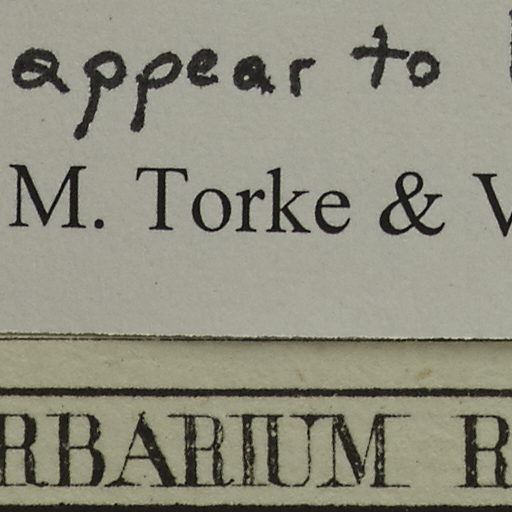 appear to
M. Torke &
RBARIUM R